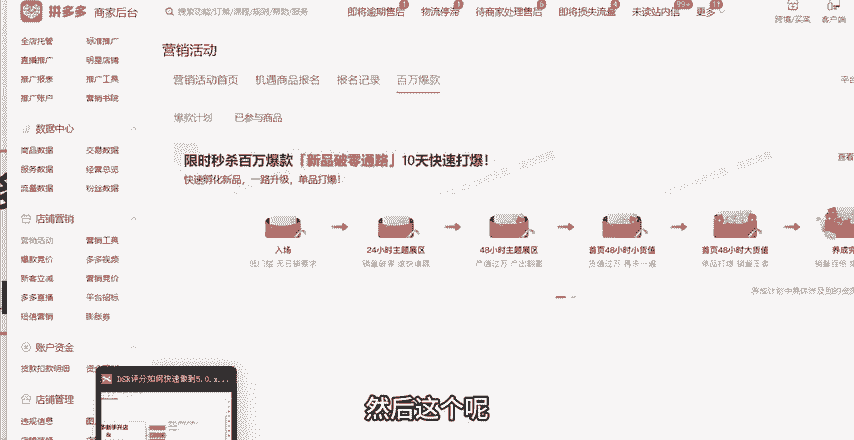 拼多多 商家后台
搜索功能/订单/课程/规则/帮助/服务
即将逾期售后 1 物流停滞 1 待商家处理售后 5 即将损失流量 4 未读站内信 99+ 更多 11
跨境/买菜 客户端
全店托管 标准推广
直播推广 明星店铺
推广报表 推广工具
推广账户 营销书院
数据中心
商品数据 交易数据
服务数据 经营总览
流量数据 粉丝数据
店铺营销
营销活动 营销工具
爆款竞价 多多视频
新客立减 营销竞价
多多直播 平台招标
短信营销
账户资金
货款扣款明细
店铺管理
违规信息
营销活动
营销活动首页 机遇商品报名 报名记录 百万爆款
爆款计划 已参与商品
限时秒杀百万爆款「新品破零通路」10天快速打爆!
快速孵化新品,一路升级,单品打爆!
查看
入场 24小时主题展区 48小时主题展区 首页48小时小货值 首页48小时大货值
DSR评分如何快速做到5.0.x...
然后这个呢